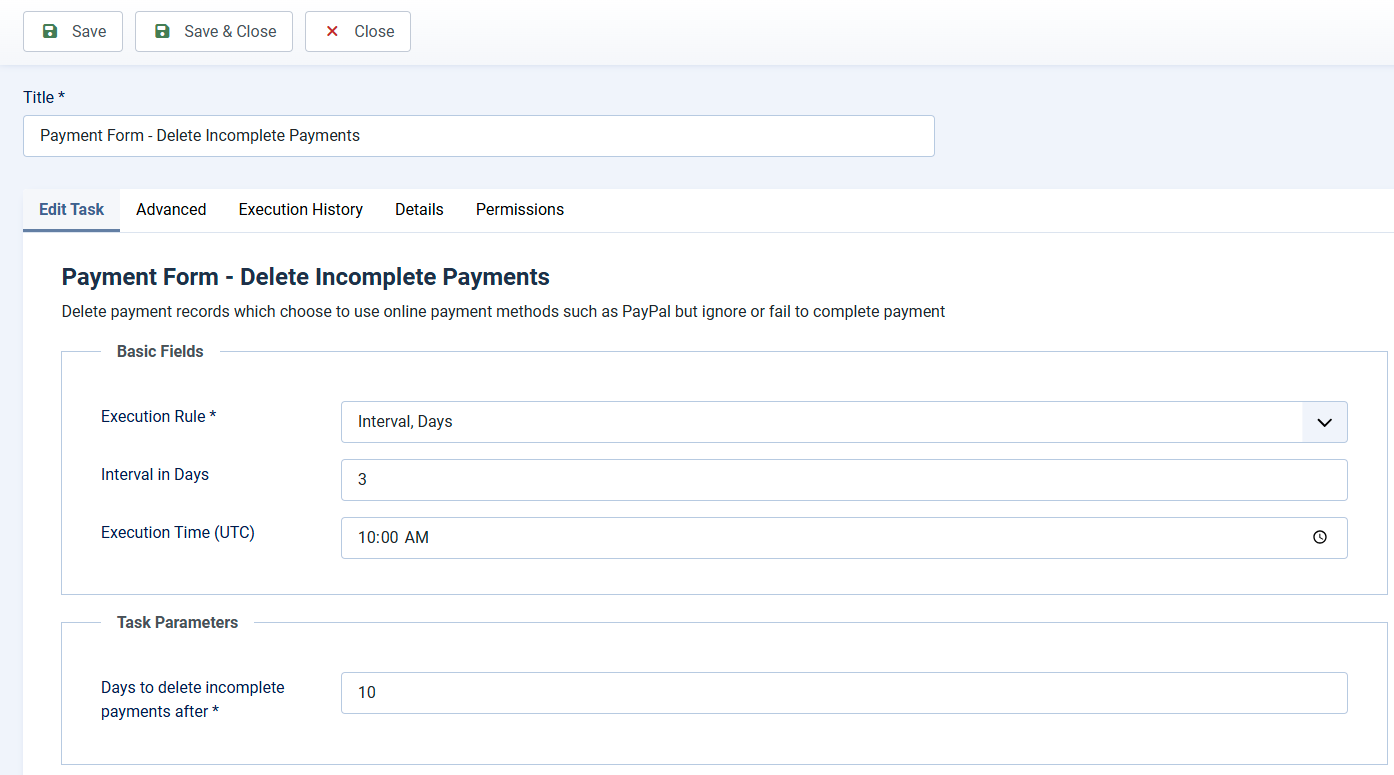 Save
Save & Close
Close
Title *
Payment Form - Delete Incomplete Payments
Edit Task
Advanced
Execution History
Details
Permissions
Payment Form - Delete Incomplete Payments
Delete payment records which choose to use online payment methods such as PayPal but ignore or fail to complete payment
Basic Fields
Execution Rule *
Interval, Days
Interval in Days
3
Execution Time (UTC)
10:00 AM
Task Parameters
Days to delete incomplete
payments after *
10